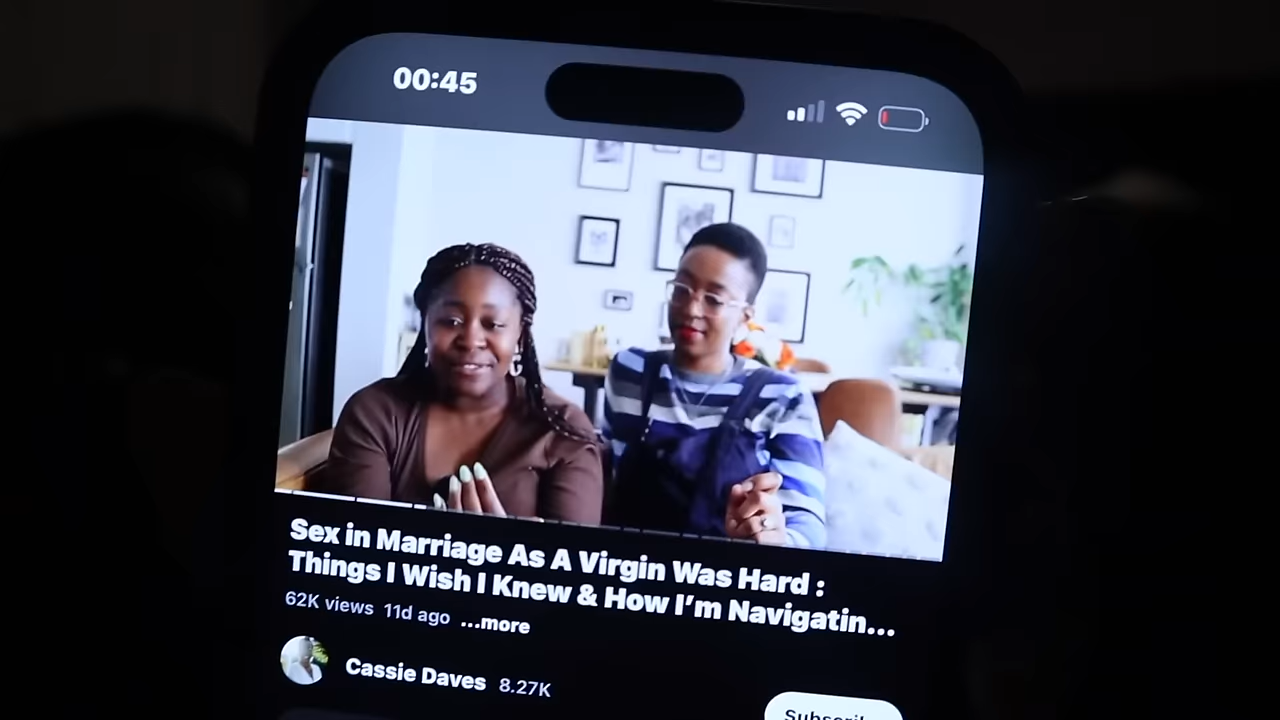 00:45
Sex in Marriage As A Virgin Was Hard :
Things I Wish I Knew & How I'm Navigatin...
62K views 11d ago ...more
Cassie Daves 8.27K